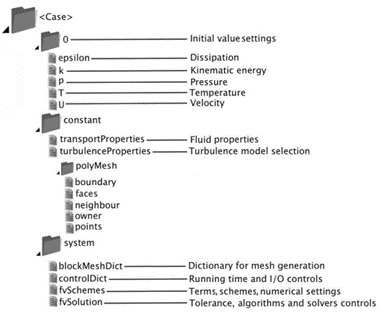 <Case>
0 Initial value settings
epsilon Dissipation
k Kinematic energy
p Pressure
T Temperature
U Velocity
constant
transportProperties Fluid properties
turbulenceProperties Turbulence model selection
polyMesh
boundary
faces
neighbour
owner
points
system
blockMeshDict Dictionary for mesh generation
controlDict Running time and I/O controls
fvSchemes Terms, schemes, numerical settings
fvSolution Tolerance, algorithms and solvers controls